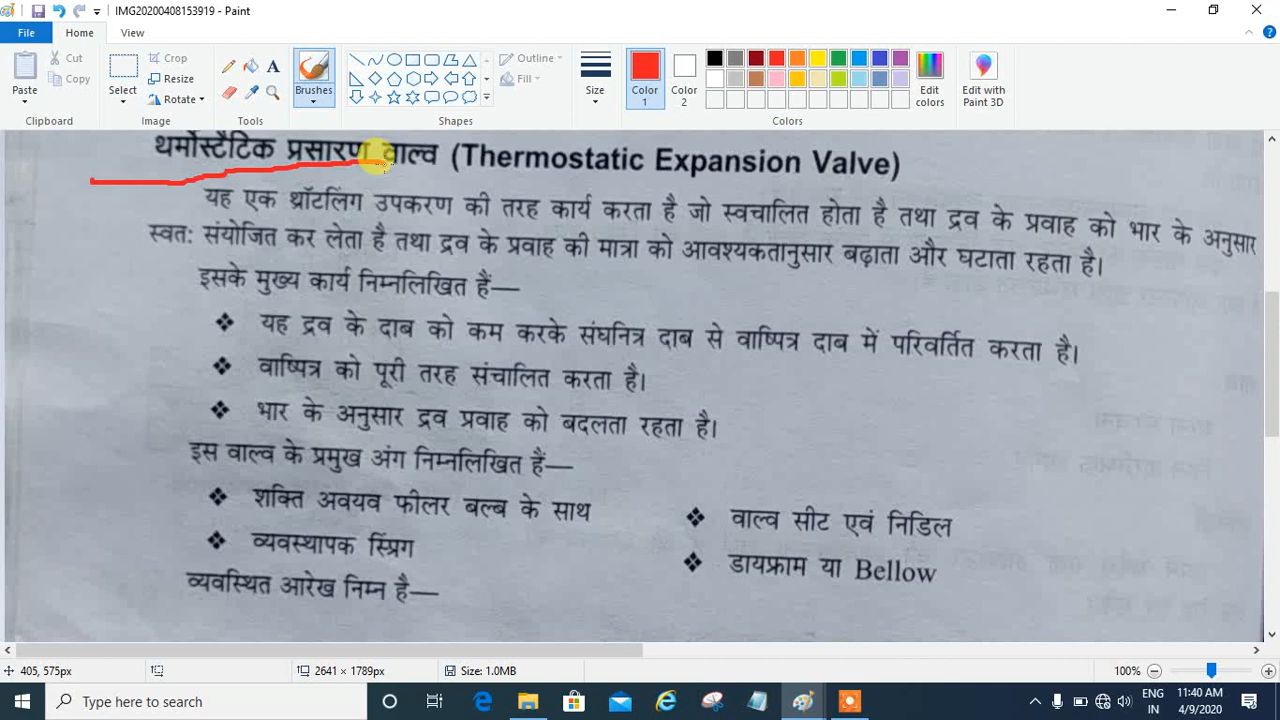 IMG20200408153919 - Paint
File Home View
Paste Cut Copy Clipboard
Select Crop Resize Rotate Image
Tools
Brushes
Outline Fill Shapes
Size
Color 1 Color 2 Edit colors Edit with Paint 3D Colors
थर्मोस्टैटिक प्रसारण वाल्व (Thermostatic Expansion Valve)
यह एक थ्रॉटलिंग उपकरण की तरह कार्य करता है जो स्वचालित होता है तथा द्रव के प्रवाह को भार के अनुसार
स्वत: संयोजित कर लेता है तथा द्रव के प्रवाह की मात्रा को आवश्यकतानुसार बढ़ाता और घटाता रहता है।
इसके मुख्य कार्य निम्नलिखित हैं—
❖ यह द्रव के दाब को कम करके संघनित्र दाब से वाष्पित्र दाब में परिवर्तित करता है।
❖ वाष्पित्र को पूरी तरह संचालित करता है।
❖ भार के अनुसार द्रव प्रवाह को बदलता रहता है।
इस वाल्व के प्रमुख अंग निम्नलिखित हैं—
❖ शक्ति अवयव फीलर बल्ब के साथ ❖ वाल्व सीट एवं निडिल
❖ व्यवस्थापक स्प्रिंग ❖ डायफ्राम या Bellow
व्यवस्थित आरेख निम्न है—
405, 575px 2641 × 1789px Size: 1.0MB 100%
Type here to search ENG IN 11:40 AM 4/9/2020